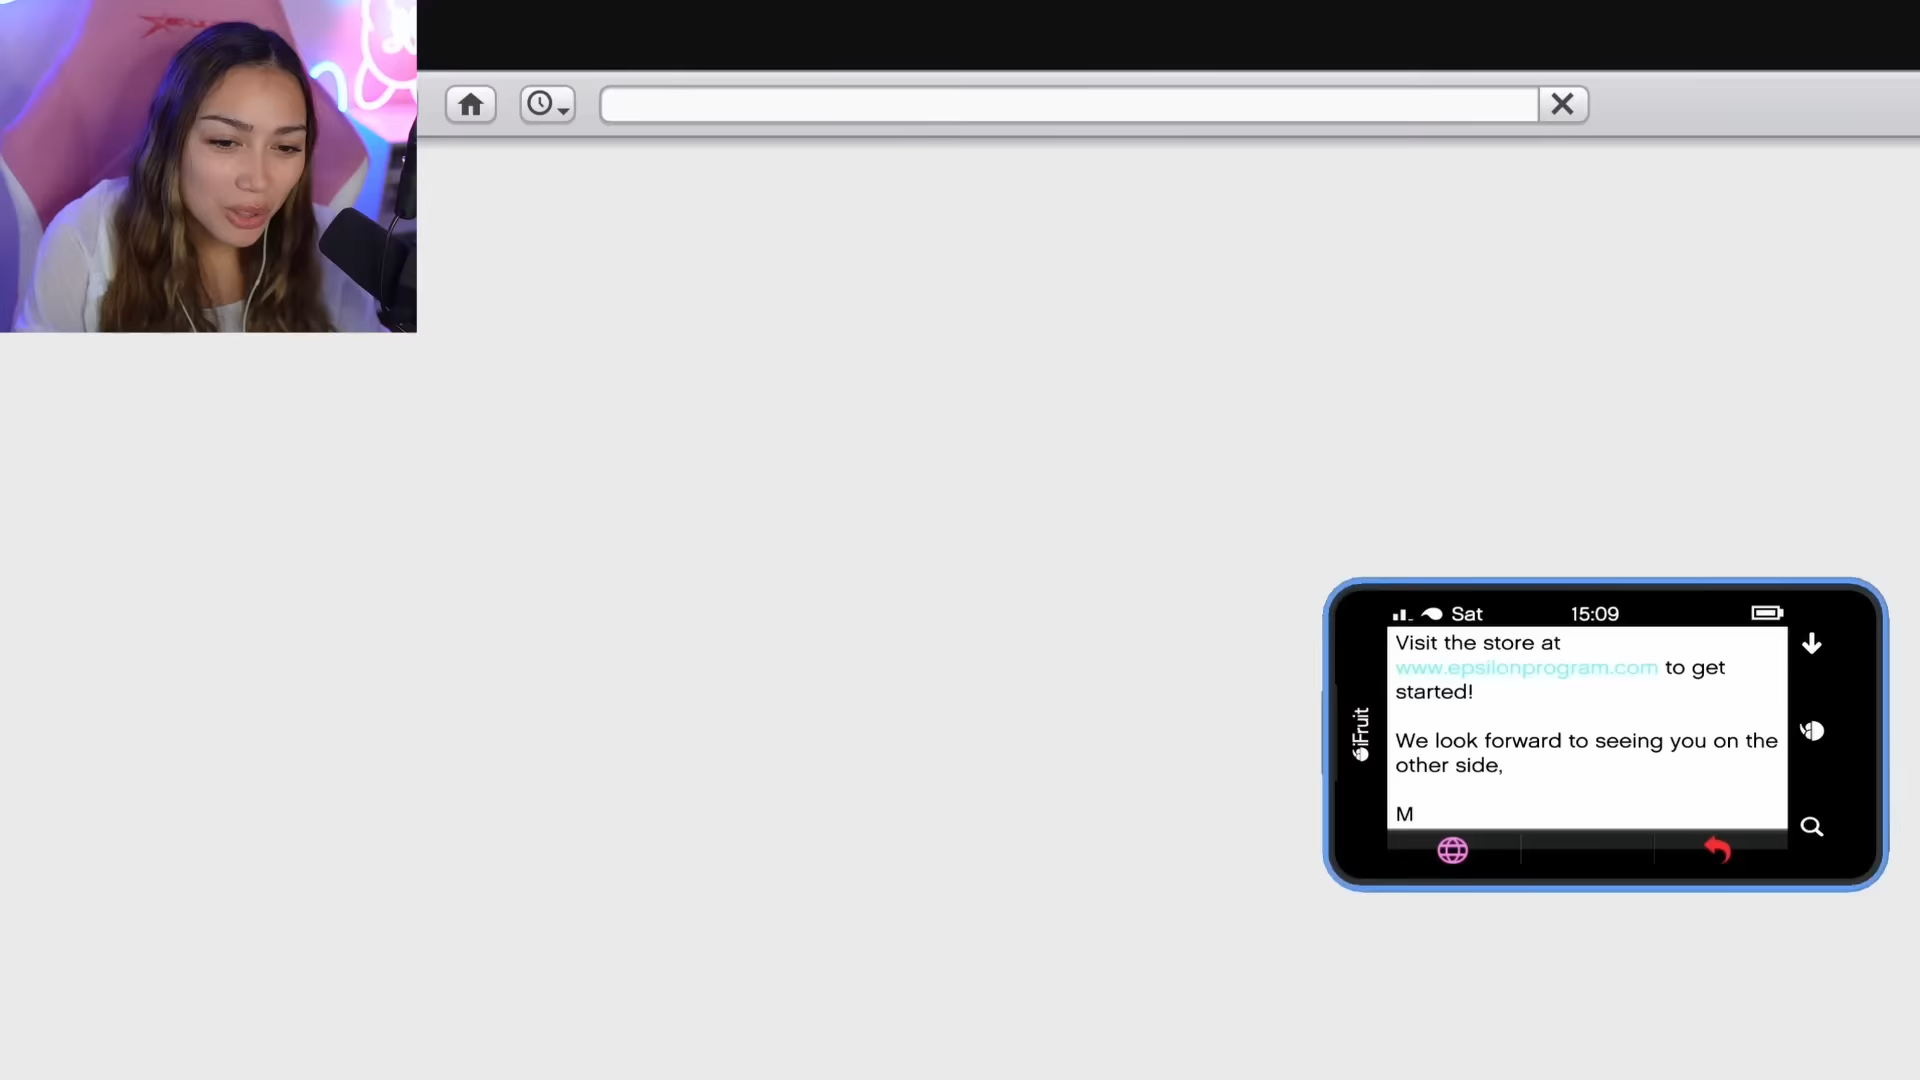 Sat 15:09
Visit the store at
www.epsilonprogram.com to get
started!
We look forward to seeing you on the
other side,
M
iFruit